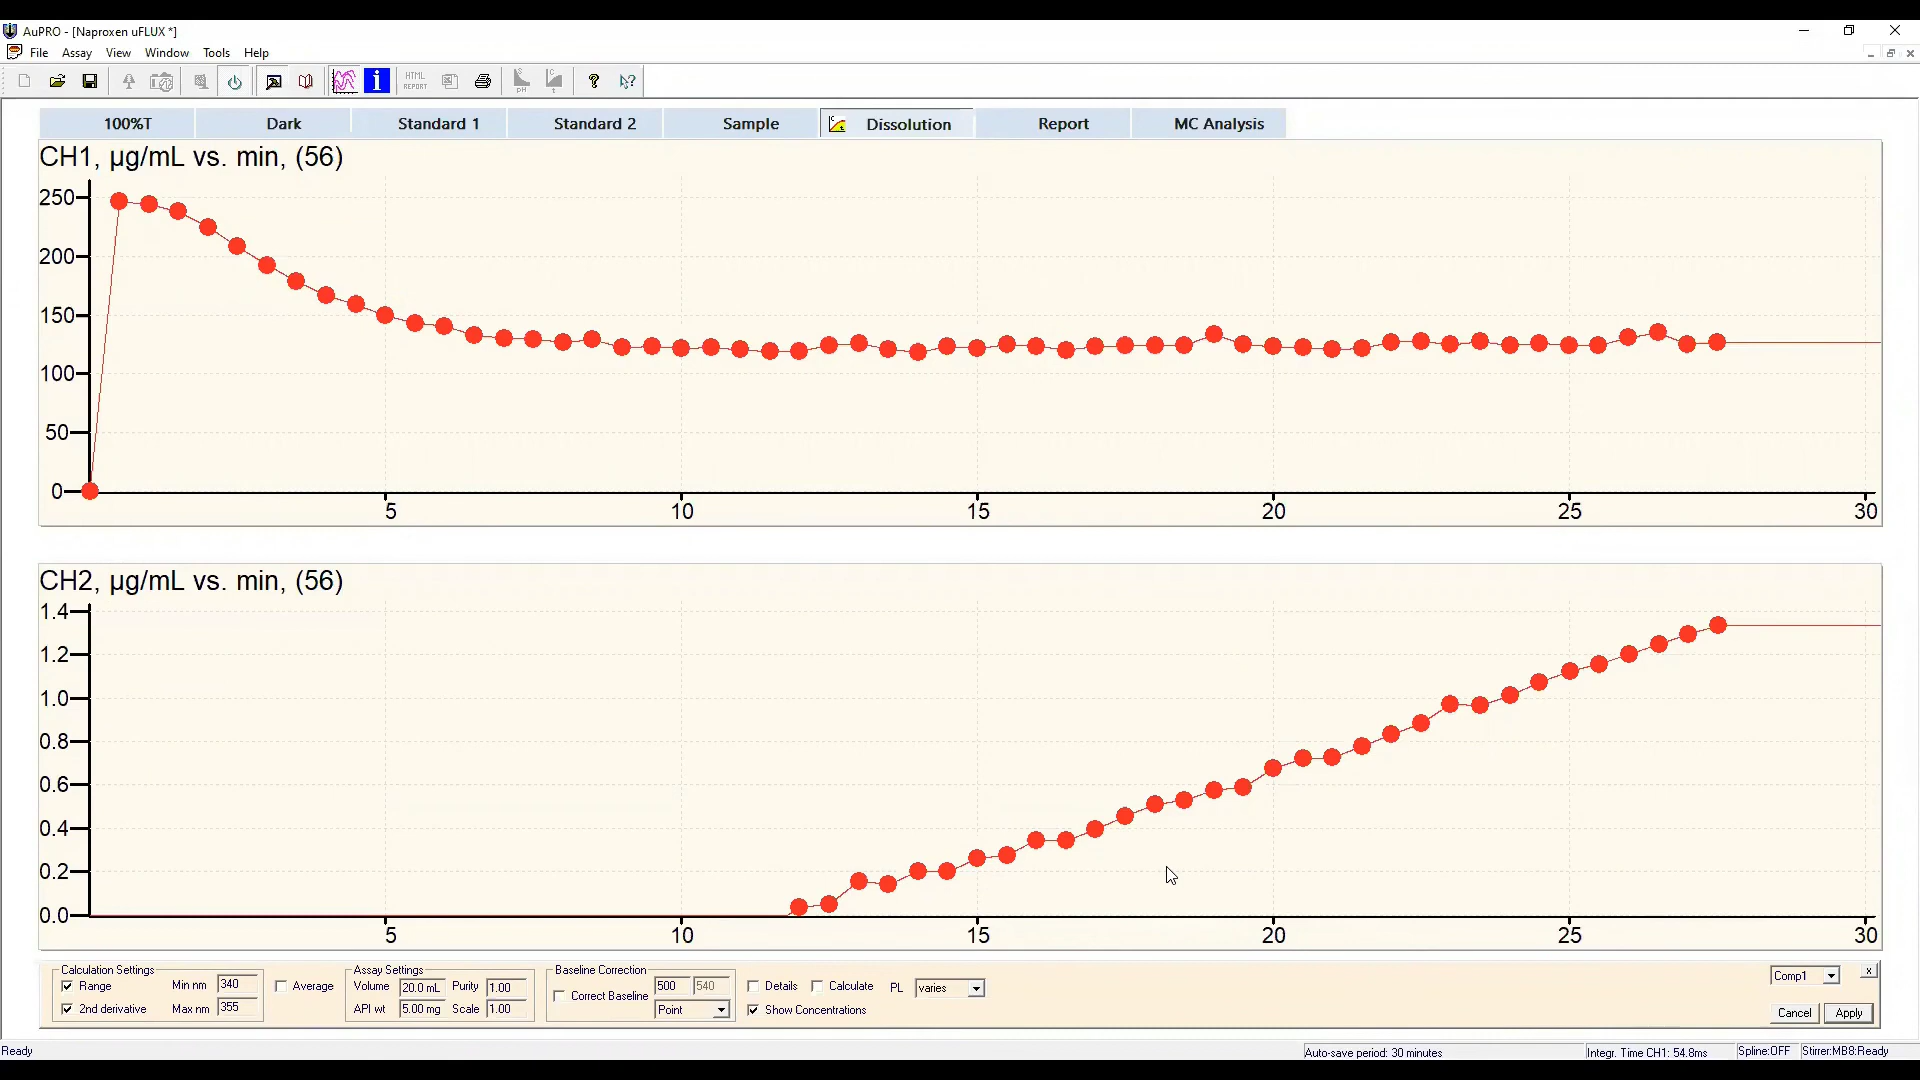 AuPRO - [Naproxen uFLUX *]
File Assay View Window Tools Help
HTML REPORT
S pH
C t
i ? ?
100%T Dark Standard 1 Standard 2 Sample Dissolution Report MC Analysis
CH1, µg/mL vs. min, (56)
250
200
150
100
50
0
5 10 15 20 25 30
CH2, µg/mL vs. min, (56)
1.4
1.2
1.0
0.8
0.6
0.4
0.2
0.0
5 10 15 20 25 30
Calculation Settings Assay Settings Baseline Correction
Range Min nm 340 Average Volume 20.0 mL Purity 1.00 Correct Baseline 500 540 Details Calculate PL varies Comp1 x
2nd derivative Max nm 355 API wt 5.00 mg Scale 1.00 Point Show Concentrations Cancel Apply
Ready Auto-save period: 30 minutes Integr. Time CH1: 54.8ms Spline:OFF Stirrer:MB8:Ready